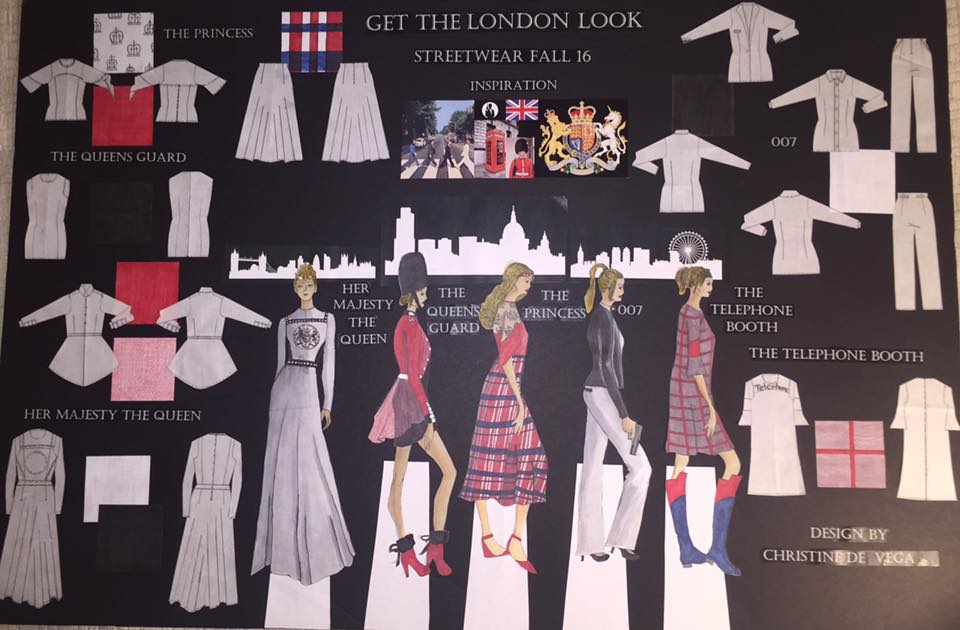 GET THE LONDON LOOK
STREETWEAR FALL 16
INSPIRATION
THE PRINCESS
THE QUEENS GUARD
HER MAJESTY THE QUEEN
HER
MAJESTY
THE
QUEEN
THE
QUEENS
GUARD
THE
PRINCESS
007
THE
TELEPHONE
BOOTH
007
THE TELEPHONE BOOTH
Telephone
DESIGN BY
CHRISTINE DE VEGA